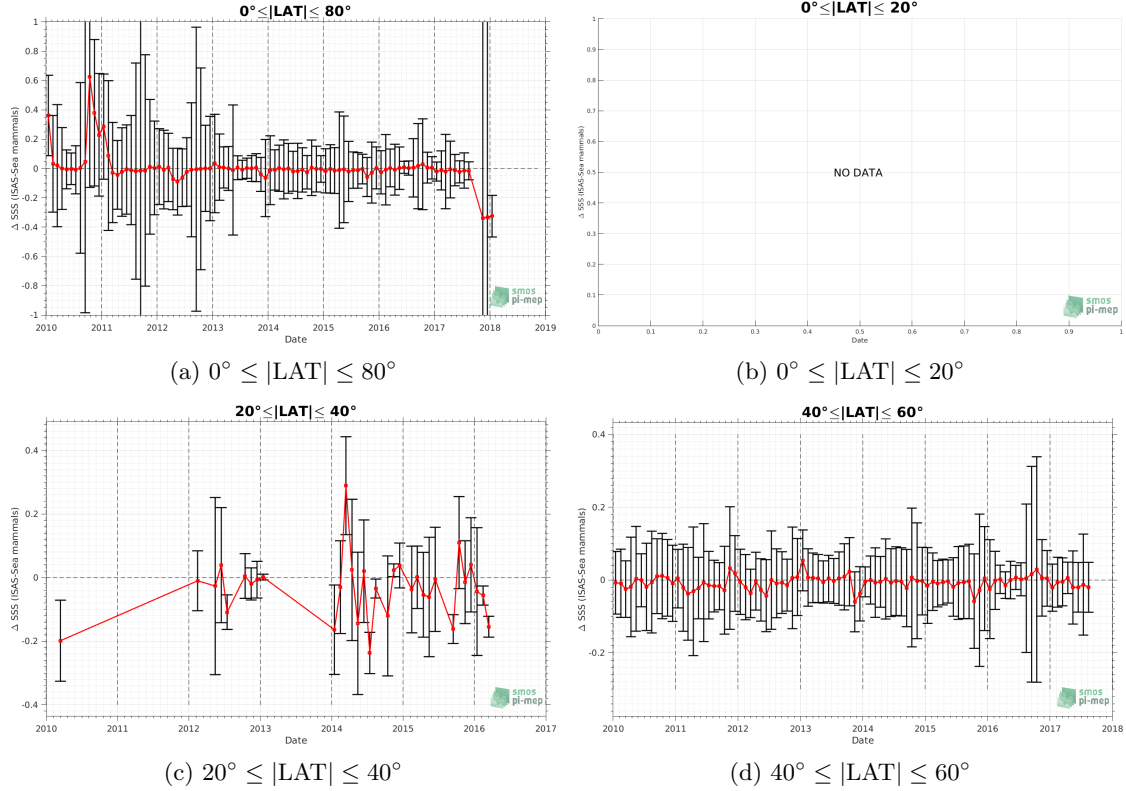 0°≤|LAT|≤ 80°
Δ SSS (ISAS-Sea mammals)
1
0.8
0.6
0.4
0.2
0
-0.2
-0.4
-0.6
-0.8
-1
2010 2011 2012 2013 2014 2015 2016 2017 2018 2019
Date
smos
pi-mep
(a) 0° ≤ |LAT| ≤ 80°
0°≤|LAT|≤ 20°
Δ SSS (ISAS-Sea mammals)
1
0.9
0.8
0.7
0.6
0.5
0.4
0.3
0.2
0.1
0
NO DATA
0 0.1 0.2 0.3 0.4 0.5 0.6 0.7 0.8 0.9 1
Date
smos
pi-mep
(b) 0° ≤ |LAT| ≤ 20°
20°≤|LAT|≤ 40°
Δ SSS (ISAS-Sea mammals)
0.4
0.2
0
-0.2
-0.4
2010 2011 2012 2013 2014 2015 2016 2017
Date
smos
pi-mep
(c) 20° ≤ |LAT| ≤ 40°
40°≤|LAT|≤ 60°
Δ SSS (ISAS-Sea mammals)
0.4
0.2
0
-0.2
2010 2011 2012 2013 2014 2015 2016 2017 2018
Date
smos
pi-mep
(d) 40° ≤ |LAT| ≤ 60°